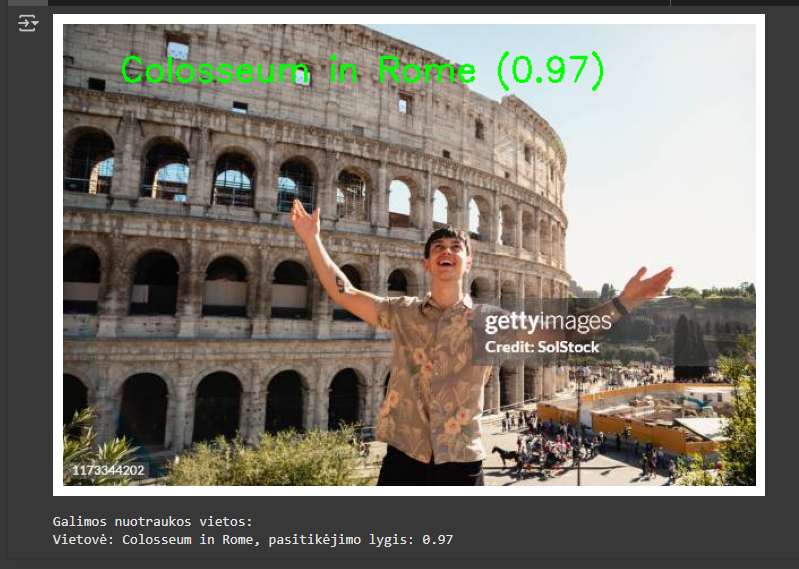 Colosseum in Rome (0.97)
gettyimages
Credit: SolStock
1173344202
Galimos nuotraukos vietos:
Vietovė: Colosseum in Rome, pasitikėjimo lygis: 0.97